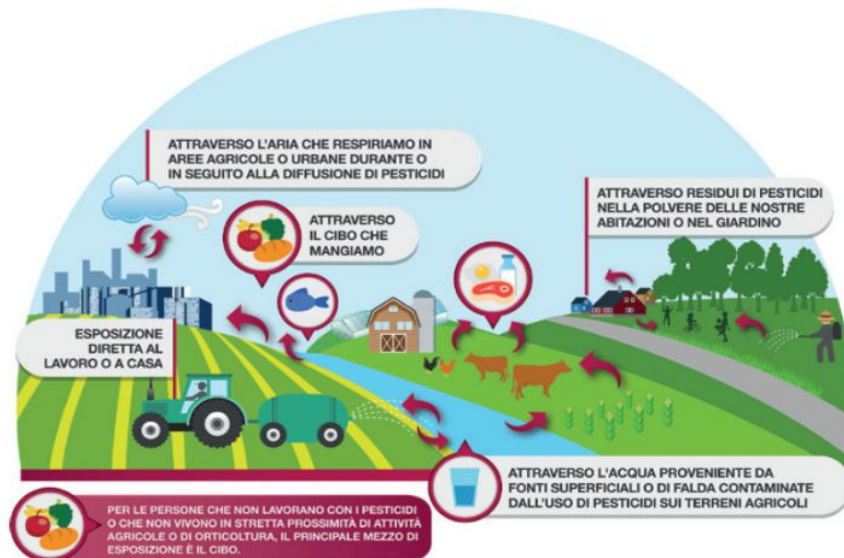 ATTRAVERSO L'ARIA CHE RESPIRIAMO IN
AREE AGRICOLE O URBANE DURANTE O
IN SEGUITO ALLA DIFFUSIONE DI PESTICIDI
ATTRAVERSO
IL CIBO CHE
MANGIAMO
ATTRAVERSO RESIDUI DI PESTICIDI
NELLA POLVERE DELLE NOSTRE
ABITAZIONI O NEL GIARDINO
ESPOSIZIONE
DIRETTA AL
LAVORO O A CASA
ATTRAVERSO L'ACQUA PROVENIENTE DA
FONTI SUPERFICIALI O DI FALDA CONTAMINATE
DALL'USO DI PESTICIDI SUI TERRENI AGRICOLI
PER LE PERSONE CHE NON LAVORANO CON I PESTICIDI
O CHE NON VIVONO IN STRETTA PROSSIMITÀ DI ATTIVITÀ
AGRICOLE O DI ORTICOLTURA, IL PRINCIPALE MEZZO DI
ESPOSIZIONE È IL CIBO.